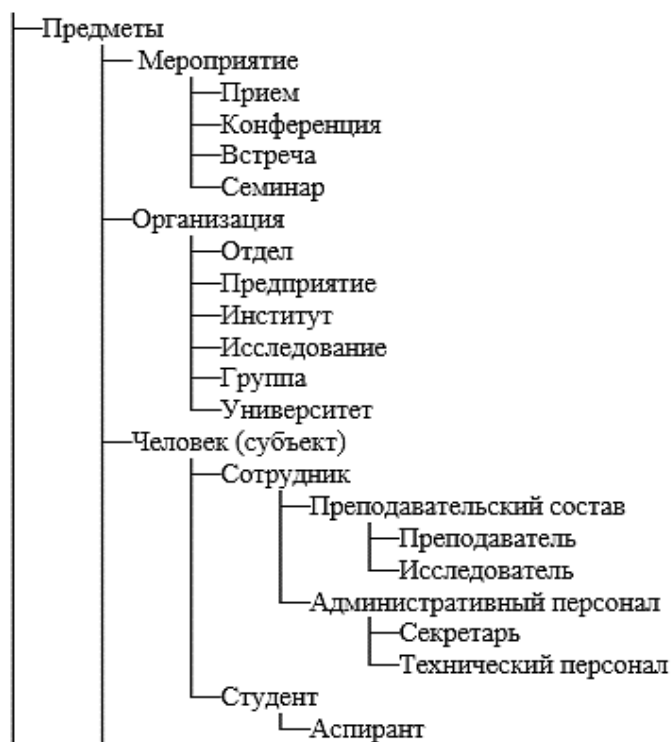 Предметы
Мероприятие
Прием
Конференция
Встреча
Семинар
Организация
Отдел
Предприятие
Институт
Исследование
Группа
Университет
Человек (субъект)
Сотрудник
Преподавательский состав
Преподаватель
Исследователь
Административный персонал
Секретарь
Технический персонал
Студент
Аспирант